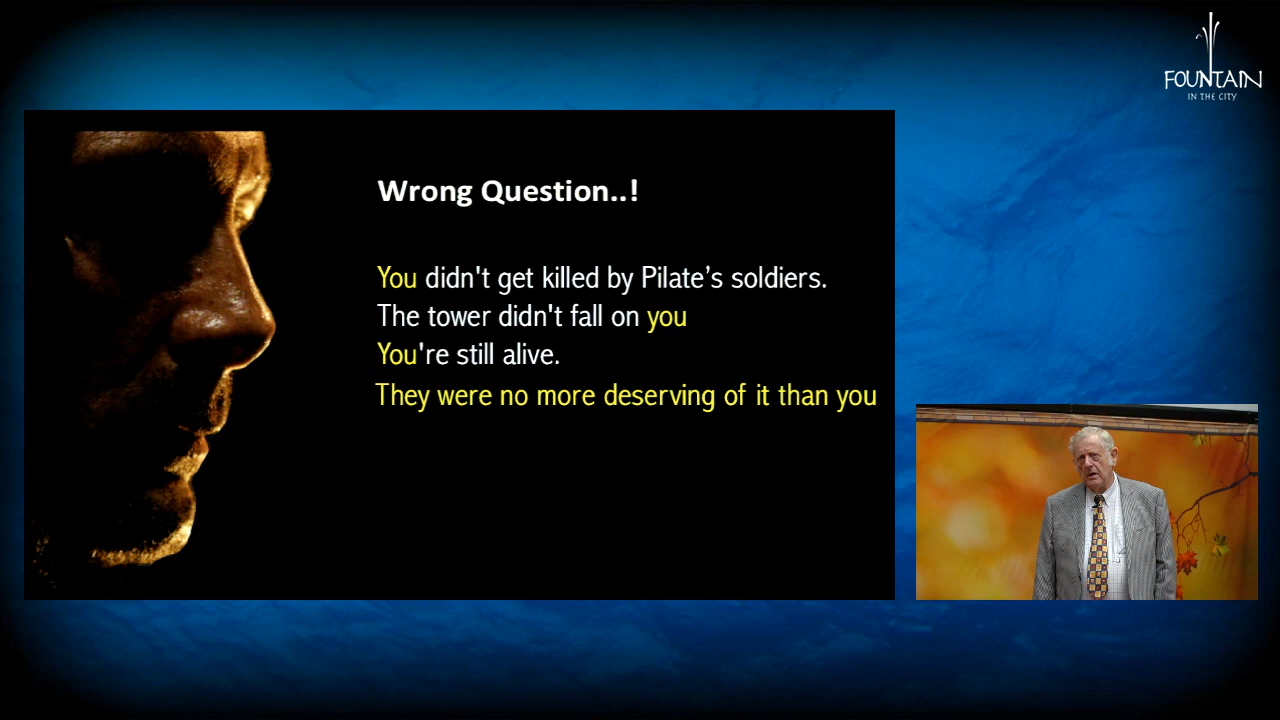 FOUNTAIN
IN THE CITY
Wrong Question..!
You didn't get killed by Pilate’s soldiers.
The tower didn't fall on you
You're still alive.
They were no more deserving of it than you